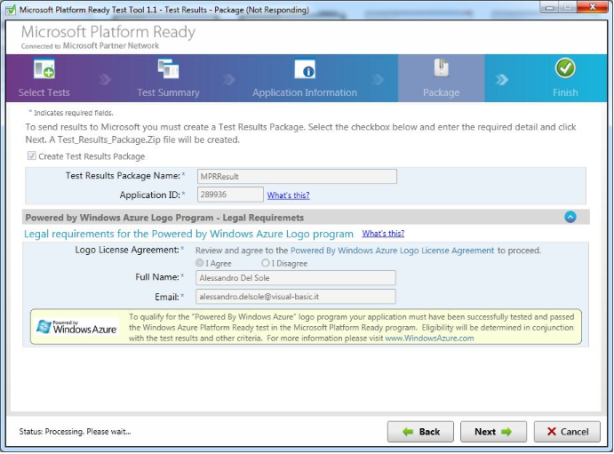 Microsoft Platform Ready Test Tool 1.1 - Test Results - Package (Not Responding)
Microsoft Platform Ready
Connected to Microsoft Partner Network
Select Tests
Test Summary
Application Information
Package
Finish
* Indicates required fields.
To send results to Microsoft you must create a Test Results Package. Select the checkbox below and enter the required detail and click
Next. A Test_Results_Package.Zip file will be created.
Create Test Results Package
Test Results Package Name:* MPRResult
Application ID:* 289936 What's this?
Powered by Windows Azure Logo Program - Legal Requiremets
Legal requirements for the Powered by Windows Azure Logo program What's this?
Logo License Agreement:* Review and agree to the Powered By Windows Azure Logo License Agreement to proceed.
I Agree I Disagree
Full Name:* Alessandro Del Sole
Email:* alessandro.delsole@visual-basic.it
Powered by
Windows Azure
To qualify for the "Powered By Windows Azure" logo program your application must have been successfully tested and passed
the Windows Azure Platform Ready test in the Microsoft Platform Ready program. Eligibility will be determined in conjunction
with the test results and other criteria. For more information please visit www.WindowsAzure.com
Status: Processing. Please wait...
Back
Next
Cancel